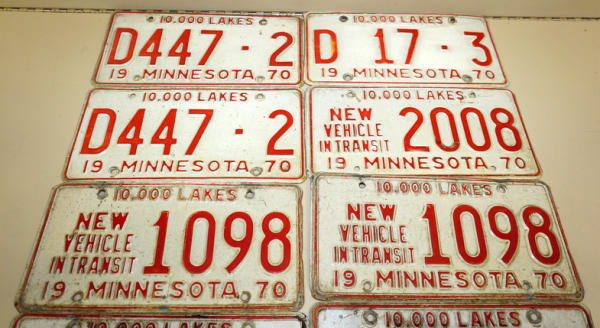 10,000 LAKES
D447·2
19 MINNESOTA 70
10,000 LAKES
D 17·3
19 MINNESOTA 70
10,000 LAKES
D447·2
19 MINNESOTA 70
10,000 LAKES
NEW
VEHICLE
IN TRANSIT
2008
19 MINNESOTA 70
10,000 LAKES
NEW
VEHICLE
IN TRANSIT
1098
19 MINNESOTA 70
10,000 LAKES
NEW
VEHICLE
IN TRANSIT
1098
19 MINNESOTA 70
10,000 LAKES
10,000 LAKES